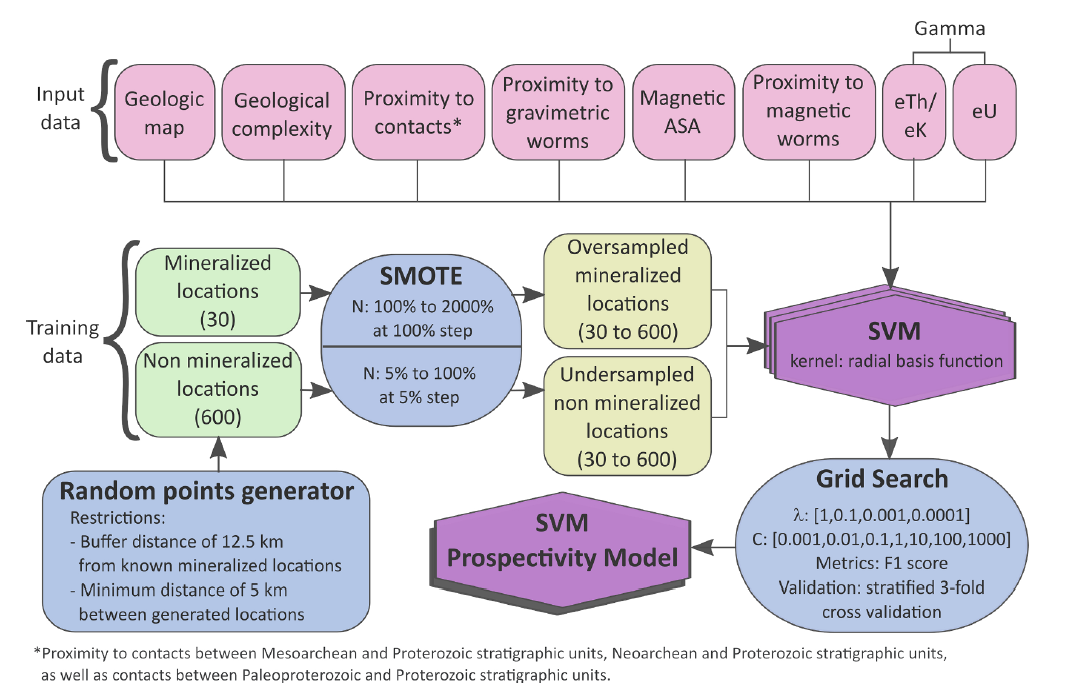 Gamma
Input
data
Geologic
map
Geological
complexity
Proximity to
contacts*
Proximity to
gravimetric
worms
Magnetic
ASA
Proximity to
magnetic
worms
eTh/
eK
eU
Training
data
Mineralized
locations
(30)
Non mineralized
locations
(600)
SMOTE
N: 100% to 2000%
at 100% step
N: 5% to 100%
at 5% step
Oversampled
mineralized
locations
(30 to 600)
Undersampled
non mineralized
locations
(30 to 600)
SVM
kernel: radial basis function
Random points generator
Restrictions:
- Buffer distance of 12.5 km
from known mineralized locations
- Minimum distance of 5 km
between generated locations
SVM
Prospectivity Model
Grid Search
λ: [1,0.1,0.001,0.0001]
C: [0.001,0.01,0.1,1,10,100,1000]
Metrics: F1 score
Validation: stratified 3-fold
cross validation
*Proximity to contacts between Mesoarchean and Proterozoic stratigraphic units, Neoarchean and Proterozoic stratigraphic units,
as well as contacts between Paleoproterozoic and Proterozoic stratigraphic units.